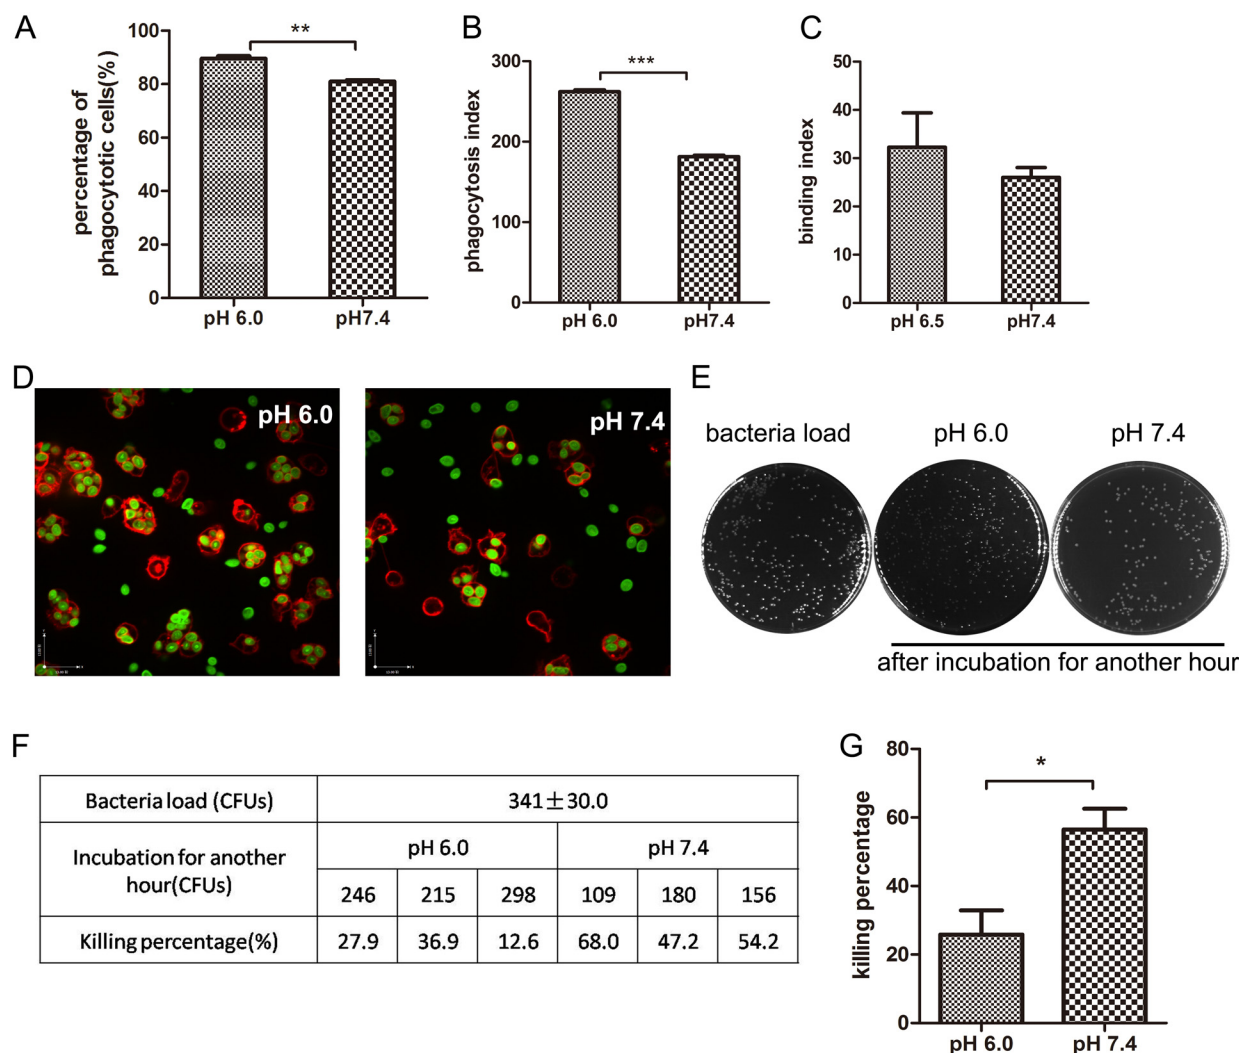 A
percentage of
phagocytotic cells(%)
100
80
60
40
20
0
**
pH 6.0
pH7.4
B
phagocytosis index
300
200
100
0
***
pH 6.0
pH7.4
C
binding index
50
40
30
20
10
0
pH 6.5
pH7.4
D
pH 6.0
pH 7.4
E
bacteria load
pH 6.0
pH 7.4
after incubation for another hour
F
Bacteria load (CFUs)
341±30.0
Incubation for another
hour(CFUs)
pH 6.0
pH 7.4
246
215
298
109
180
156
Killing percentage(%)
27.9
36.9
12.6
68.0
47.2
54.2
G
killing percentage
80
60
40
20
0
*
pH 6.0
pH 7.4